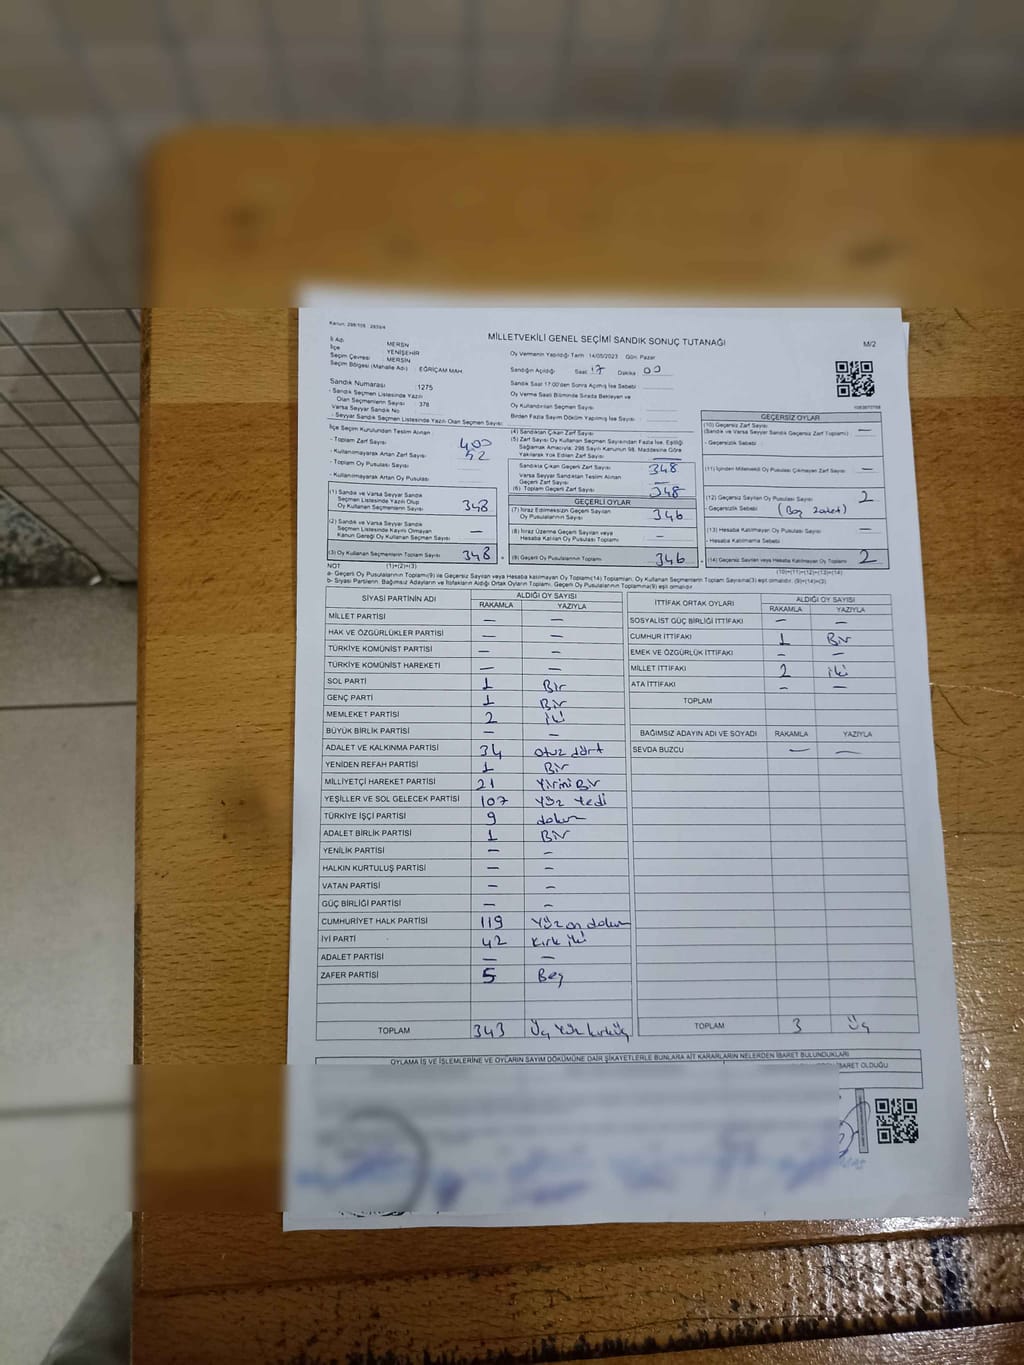 Kanun: 298/105 2839/4
MİLLETVEKİLİ GENEL SEÇİMİ SANDIK SONUÇ TUTANAĞI
M/2
İl Adı : MERSİN
İlçe : YENİŞEHİR
Seçim Çevresi : MERSİN
Seçim Bölgesi (Mahalle Adı) : EĞRİÇAM MAH
Sandık Numarası : 1275
- Sandık Seçmen Listesinde Yazılı
Olan Seçmenlerin Sayısı : 378
Varsa Seyyar Sandık No
- Seyyar Sandık Seçmen Listesinde Yazılı Olan Seçmen Sayısı
Oy Vermenin Yapıldığı Tarih 14/05/2023 Gün: Pazar
Sandığın Açıldığı Saat 17 Dakika 00
Sandık Saat 17:00'den Sonra Açılmış İse Sebebi
Oy Verme Saati Bitiminde Sırada Bekleyen ve
Oy Kullandırılan Seçmen Sayısı
Birden Fazla Sayım Döküm Yapılmış İse Sayısı
İlçe Seçim Kurulundan Teslim Alınan
- Toplam Zarf Sayısı 400
- Kullanılmayarak Artan Zarf Sayısı 52
- Toplam Oy Pusulası Sayısı
- Kullanılmayarak Artan Oy Pusulası
(1) Sandık ve Varsa Seyyar Sandık
Seçmen Listesinde Yazılı Olup
Oy Kullanan Seçmenlerin Sayısı 348
(2) Sandık ve Varsa Seyyar Sandık
Seçmen Listesinde Kaydı Olmayan
Kanun Gereği Oy Kullanan Seçmen Sayısı —
(3) Oy Kullanan Seçmenlerin Toplam Sayısı 348
(4) Sandıktan Çıkan Zarf Sayısı
(5) Zarf Sayısı Oy Kullanan Seçmen Sayısından Fazla İse, Eşitliği
Sağlamak Amacıyla; 298 Sayılı Kanunun 98. Maddesine Göre
Yakılarak Yok Edilen Zarf Sayısı
Sandıkta Çıkan Geçerli Zarf Sayısı 348
Varsa Seyyar Sandıktan Teslim Alınan
Geçerli Zarf Sayısı —
(6) Toplam Geçerli Zarf Sayısı 348
GEÇERLİ OYLAR
(7) İtiraz Edilmeksizin Geçerli Sayılan
Oy Pusulalarının Sayısı 346
(8) İtiraz Üzerine Geçerli Sayılan veya
Hesaba Katılan Oy Pusulası Toplamı —
(9) Geçerli Oy Pusulalarının Toplamı 346
GEÇERSİZ OYLAR
(10) Geçersiz Zarf Sayısı
(Sandık ve Varsa Seyyar Sandık Geçersiz Zarf Toplamı) —
- Geçersizlik Sebebi
(11) İçinden Milletvekili Oy Pusulası Çıkmayan Zarf Sayısı —
(12) Geçersiz Sayılan Oy Pusulası Sayısı 2
- Geçersizlik Sebebi (Boş zarf)
(13) Hesaba Katılmayan Oy Pusulası Sayısı —
- Hesaba Katılmama Sebebi
(14) Geçersiz Sayılan veya Hesaba Katılmayan Oy Toplamı 2
NOT (1)+(2)=(3)
(10)+(11)+(12)+(13)=(14)
a- Geçerli Oy Pusulalarının Toplamı(9) ile Geçersiz Sayılan veya Hesaba katılmayan Oy Toplamı(14) Toplamları, Oy Kullanan Seçmenlerin Toplam Sayısına(3) eşit olmalıdır. (9)+(14)=(3)
b- Siyasi Partilerin, Bağımsız Adayların ve İttifakların Aldığı Ortak Oyların Toplamı, Geçerli Oy Pusulalarının Toplamına(9) eşit olmalıdır
SİYASİ PARTİNİN ADI ALDIĞI OY SAYISI
RAKAMLA YAZIYLA
MİLLET PARTİSİ — —
HAK VE ÖZGÜRLÜKLER PARTİSİ — —
TÜRKİYE KOMÜNİST PARTİSİ — —
TÜRKİYE KOMÜNİST HAREKETİ — —
SOL PARTİ 1 Bir
GENÇ PARTİ 1 Bir
MEMLEKET PARTİSİ 2 iki
BÜYÜK BİRLİK PARTİSİ — —
ADALET VE KALKINMA PARTİSİ 34 otuz dört
YENİDEN REFAH PARTİSİ 1 Bir
MİLLİYETÇİ HAREKET PARTİSİ 21 Yirmi Bir
YEŞİLLER VE SOL GELECEK PARTİSİ 107 Yüz Yedi
TÜRKİYE İŞÇİ PARTİSİ 9 dokuz
ADALET BİRLİK PARTİSİ 1 Bir
YENİLİK PARTİSİ — —
HALKIN KURTULUŞ PARTİSİ — —
VATAN PARTİSİ — —
GÜÇ BİRLİĞİ PARTİSİ — —
CUMHURİYET HALK PARTİSİ 119 Yüz on dokuz
İYİ PARTİ 42 Kırk iki
ADALET PARTİSİ — —
ZAFER PARTİSİ 5 Beş
TOPLAM 343 Üç Yüz kırk üç
İTTİFAK ORTAK OYLARI ALDIĞI OY SAYISI
RAKAMLA YAZIYLA
SOSYALİST GÜÇ BİRLİĞİ İTTİFAKI — —
CUMHUR İTTİFAKI 1 Bir
EMEK VE ÖZGÜRLÜK İTTİFAKI — —
MİLLET İTTİFAKI 2 iki
ATA İTTİFAKI — —
TOPLAM
BAĞIMSIZ ADAYIN ADI VE SOYADI RAKAMLA YAZIYLA
SEVDA BUZCU — —
TOPLAM 3 Üç
OYLAMA İŞ VE İŞLEMLERİNE VE OYLARIN SAYIM DÖKÜMÜNE DAİR ŞİKAYETLERLE BUNLARA AİT KARARLARIN NELERDEN İBARET BULUNDUKLARI
İBARET OLDUĞU